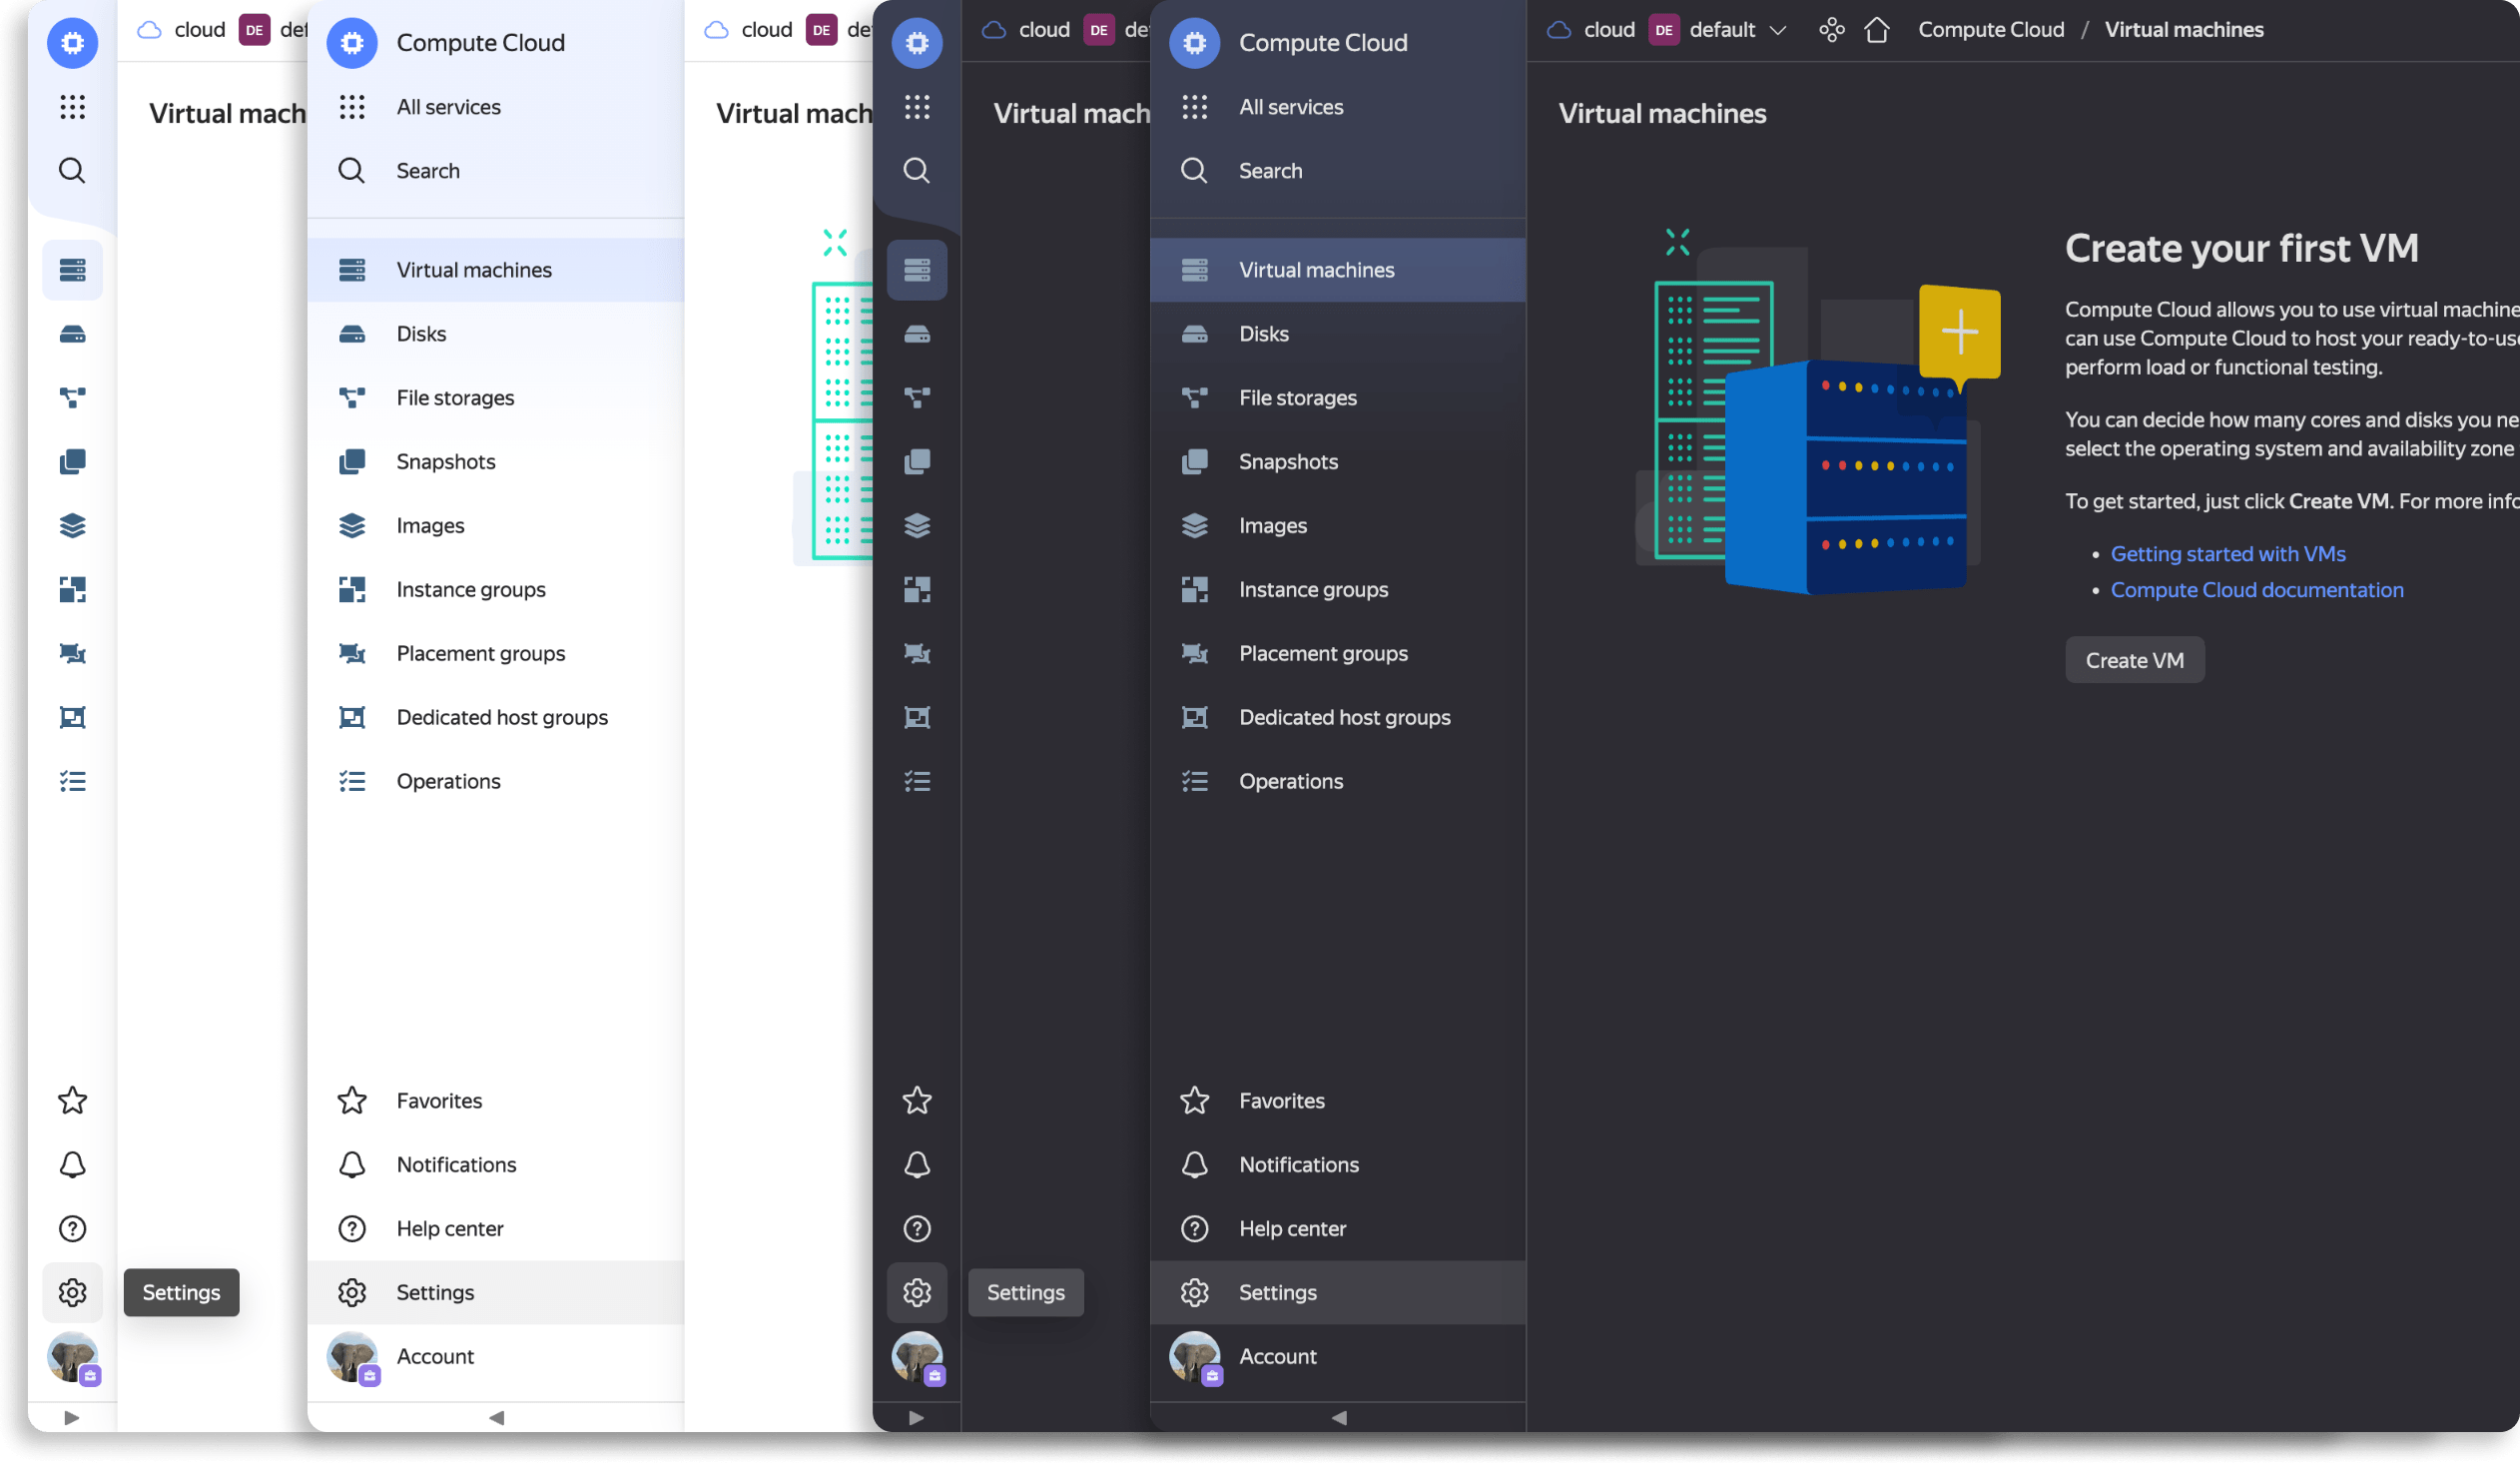 cloud DE def
Virtual mach
Settings
Compute Cloud
All services
Search
Virtual machines
Disks
File storages
Snapshots
Images
Instance groups
Placement groups
Dedicated host groups
Operations
Favorites
Notifications
Help center
Settings
Account
cloud DE de
Virtual mach
cloud DE de
Virtual mach
Settings
Compute Cloud
All services
Search
Virtual machines
Disks
File storages
Snapshots
Images
Instance groups
Placement groups
Dedicated host groups
Operations
Favorites
Notifications
Help center
Settings
Account
cloud DE default Compute Cloud / Virtual machines
Virtual machines
Create your first VM
Compute Cloud allows you to use virtual machine
can use Compute Cloud to host your ready-to-use
perform load or functional testing.
You can decide how many cores and disks you ne
select the operating system and availability zone
To get started, just click Create VM. For more info
• Getting started with VMs
• Compute Cloud documentation
Create VM